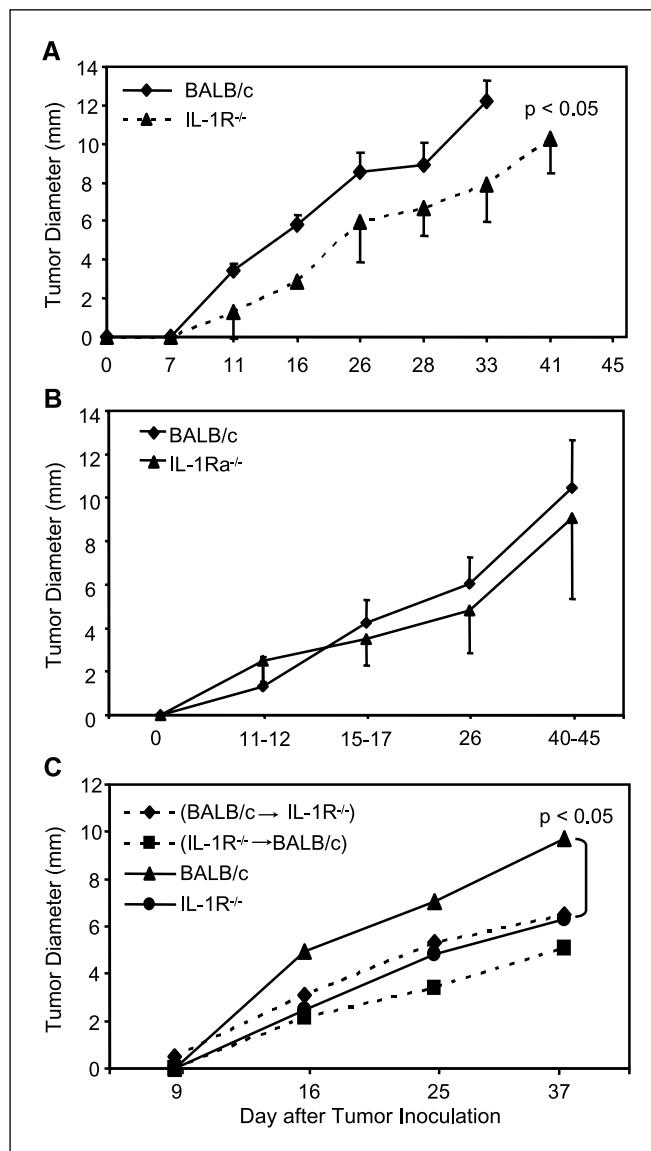 A
14
12
10
8
6
4
2
0
Tumor Diameter (mm)
BALB/c
IL-1R-/-
p < 0.05
0 7 11 16 26 28 33 41 45
B
14
12
10
8
6
4
2
0
Tumor Diameter (mm)
BALB/c
IL-1Ra-/-
0 11-12 15-17 26 40-45
C
12
10
8
6
4
2
0
Tumor Diameter (mm)
(BALB/c → IL-1R-/-)
(IL-1R-/- →BALB/c)
BALB/c
IL-1R-/-
p < 0.05
9 16 25 37
Day after Tumor Inoculation